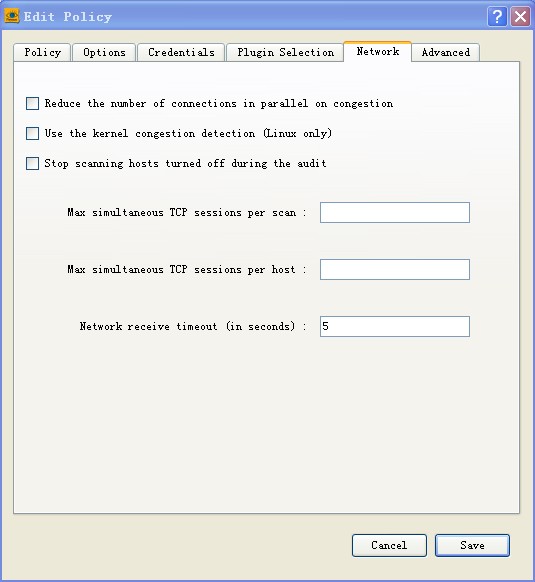 Edit Policy
Policy Options Credentials Plugin Selection Network Advanced
Reduce the number of connections in parallel on congestion
Use the kernel congestion detection (Linux only)
Stop scanning hosts turned off during the audit
Max simultaneous TCP sessions per scan :
Max simultaneous TCP sessions per host :
Network receive timeout (in seconds) : 5
Cancel Save